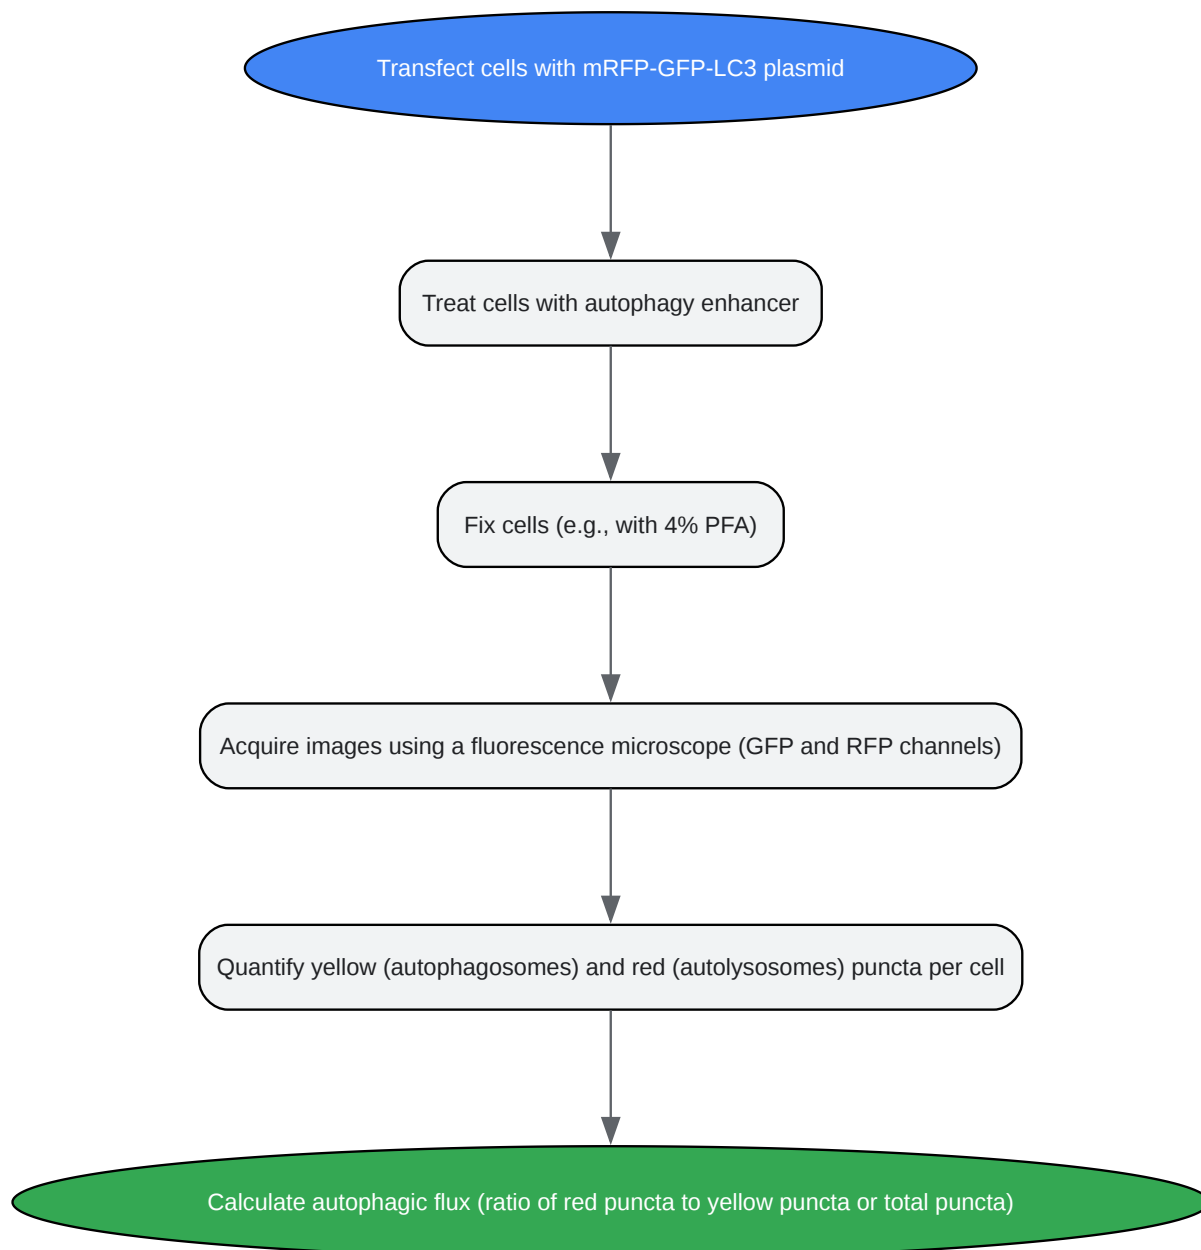 Transfect cells with mRFP-GFP-LC3 plasmid
Treat cells with autophagy enhancer
Fix cells (e.g., with 4% PFA)
Acquire images using a fluorescence microscope (GFP and RFP channels)
Quantify yellow (autophagosomes) and red (autolysosomes) puncta per cell
Calculate autophagic flux (ratio of red puncta to yellow puncta or total puncta)